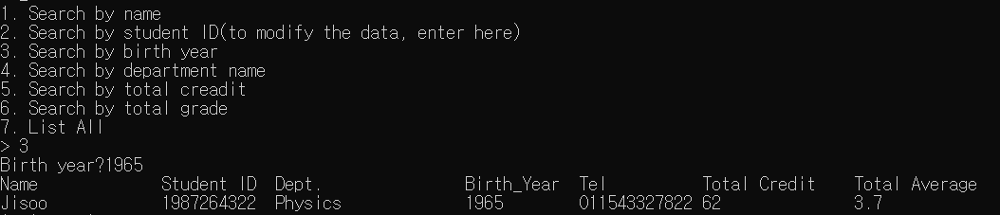 1. Search by name
2. Search by student ID(to modify the data, enter here)
3. Search by birth year
4. Search by department name
5. Search by total creadit
6. Search by total grade
7. List All
> 3
Birth year?1965
Name Student ID Dept. Birth_Year Tel Total Credit Total Average
Jisoo 1987264322 Physics 1965 011543327822 62 3.7